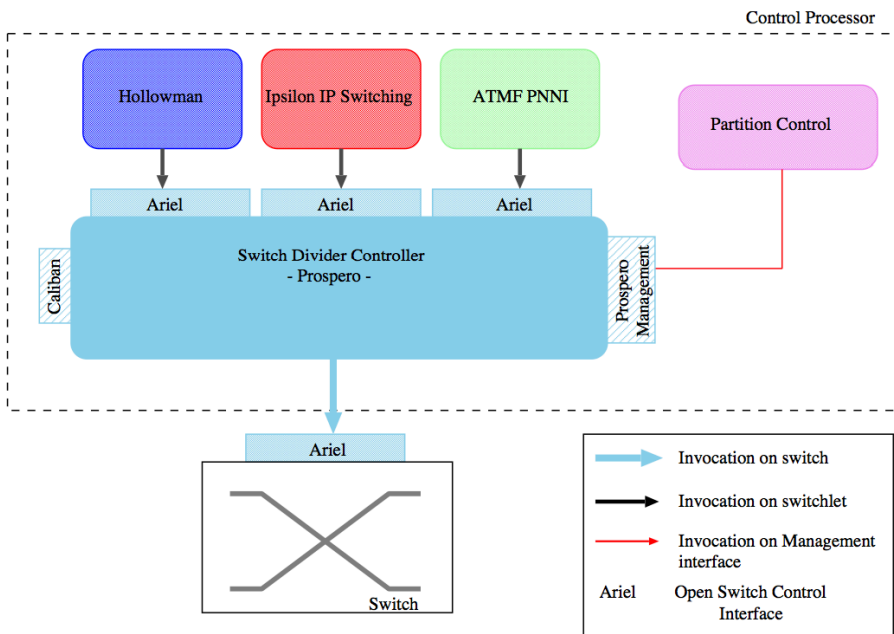 Control Processor
Hollowman
Ipsilon IP Switching
ATMF PNNI
Partition Control
Ariel
Ariel
Ariel
Caliban
Switch Divider Controller
- Prospero -
Prospero
Management
Ariel
Switch
Invocation on switch
Invocation on switchlet
Invocation on Management
interface
Ariel Open Switch Control
Interface